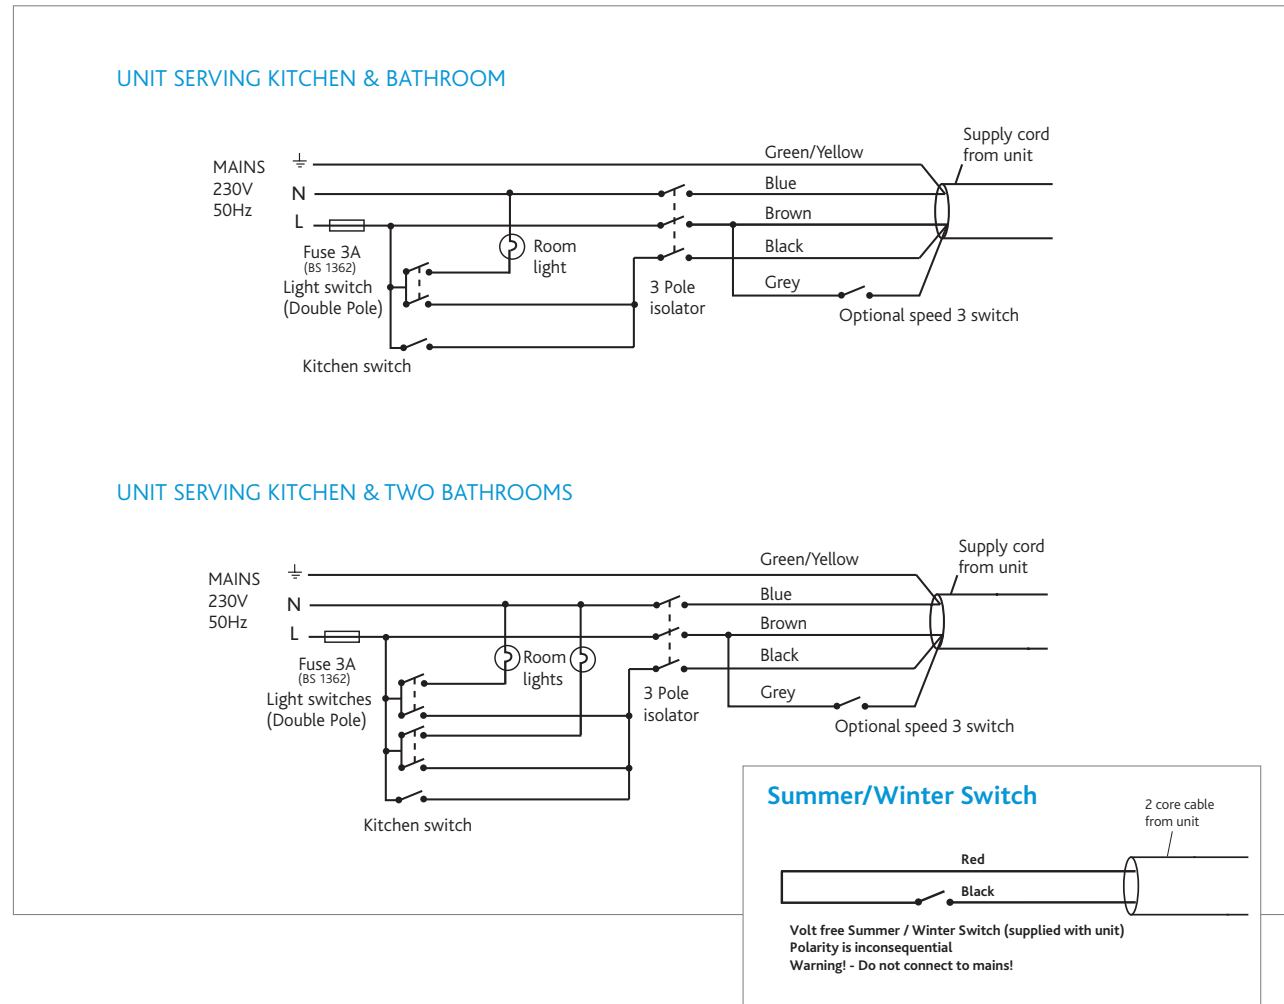 UNIT SERVING KITCHEN & BATHROOM
MAINS
230V
50Hz
N
L
Fuse 3A
(BS 1362)
Light switch
(Double Pole)
Kitchen switch
Room
light
3 Pole
isolator
Green/Yellow
Blue
Brown
Black
Grey
Supply cord
from unit
Optional speed 3 switch
UNIT SERVING KITCHEN & TWO BATHROOMS
MAINS
230V
50Hz
N
L
Fuse 3A
(BS 1362)
Light switches
(Double Pole)
Kitchen switch
Room
lights
3 Pole
isolator
Green/Yellow
Blue
Brown
Black
Grey
Supply cord
from unit
Optional speed 3 switch
Summer/Winter Switch
2 core cable
from unit
Red
Black
Volt free Summer / Winter Switch (supplied with unit)
Polarity is inconsequential
Warning! - Do not connect to mains!